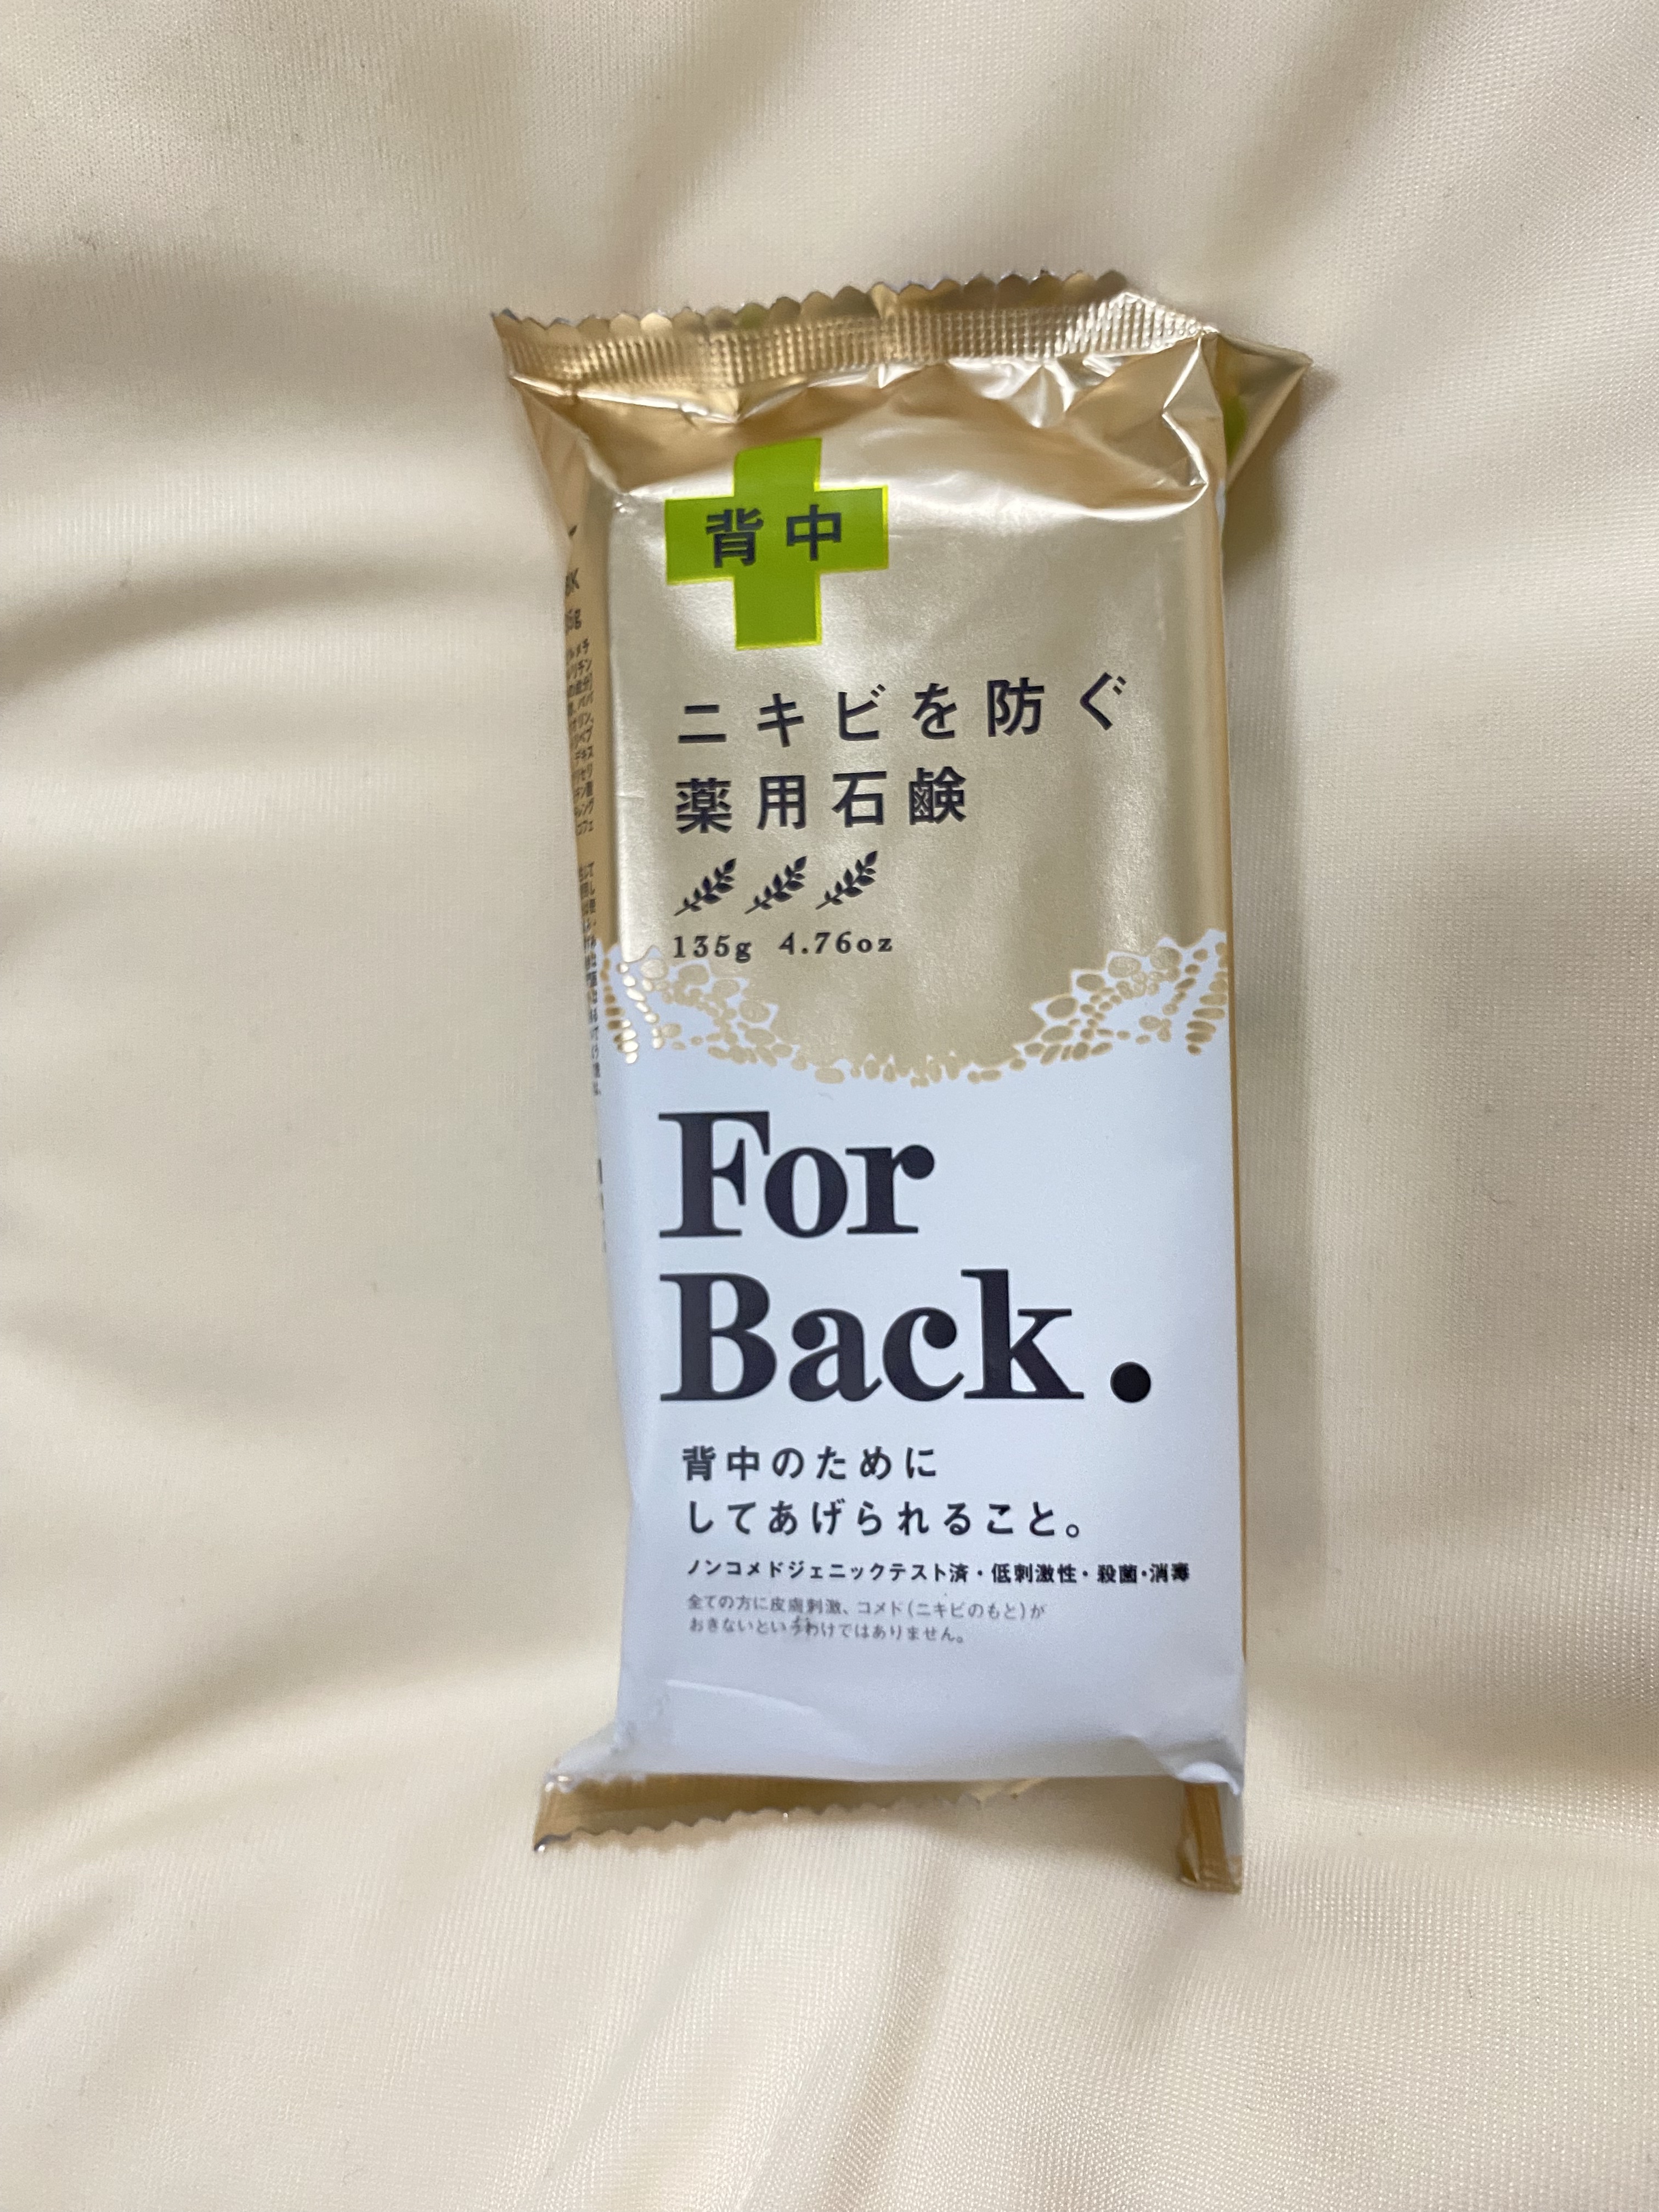 背中
ニキビを防ぐ
薬用石鹸
135g 4.76oz
For
Back.
背中のために
してあげられること。
ノンコメドジェニックテスト済・低刺激性・殺菌・消毒
全ての方に皮膚刺激、コメド(ニキビのもと)が
おきないというわけではありません。